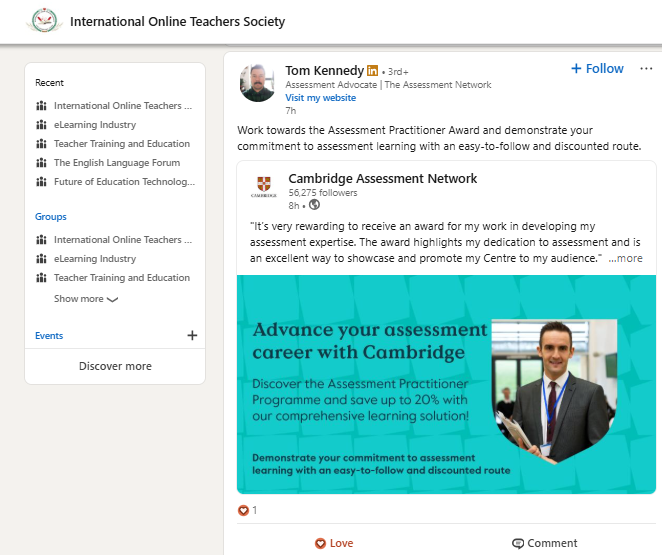 International Online Teachers Society
Recent
International Online Teachers ...
eLearning Industry
Teacher Training and Education
The English Language Forum
Future of Education Technolog...
Groups
International Online Teachers ...
eLearning Industry
Teacher Training and Education
Show more
Events +
Discover more
Tom Kennedy in • 3rd+
+ Follow ...
Assessment Advocate | The Assessment Network
Visit my website
7h
Work towards the Assessment Practitioner Award and demonstrate your
commitment to assessment learning with an easy-to-follow and discounted route.
CAMBRIDGE
Cambridge Assessment Network
56,275 followers
8h •
"It's very rewarding to receive an award for my work in developing my
assessment expertise. The award highlights my dedication to assessment and is
an excellent way to showcase and promote my Centre to my audience." ...more
Advance your assessment
career with Cambridge
Discover the Assessment Practitioner
Programme and save up to 20% with
our comprehensive learning solution!
Demonstrate your commitment to assessment
learning with an easy-to-follow and discounted route
1
Love
Comment